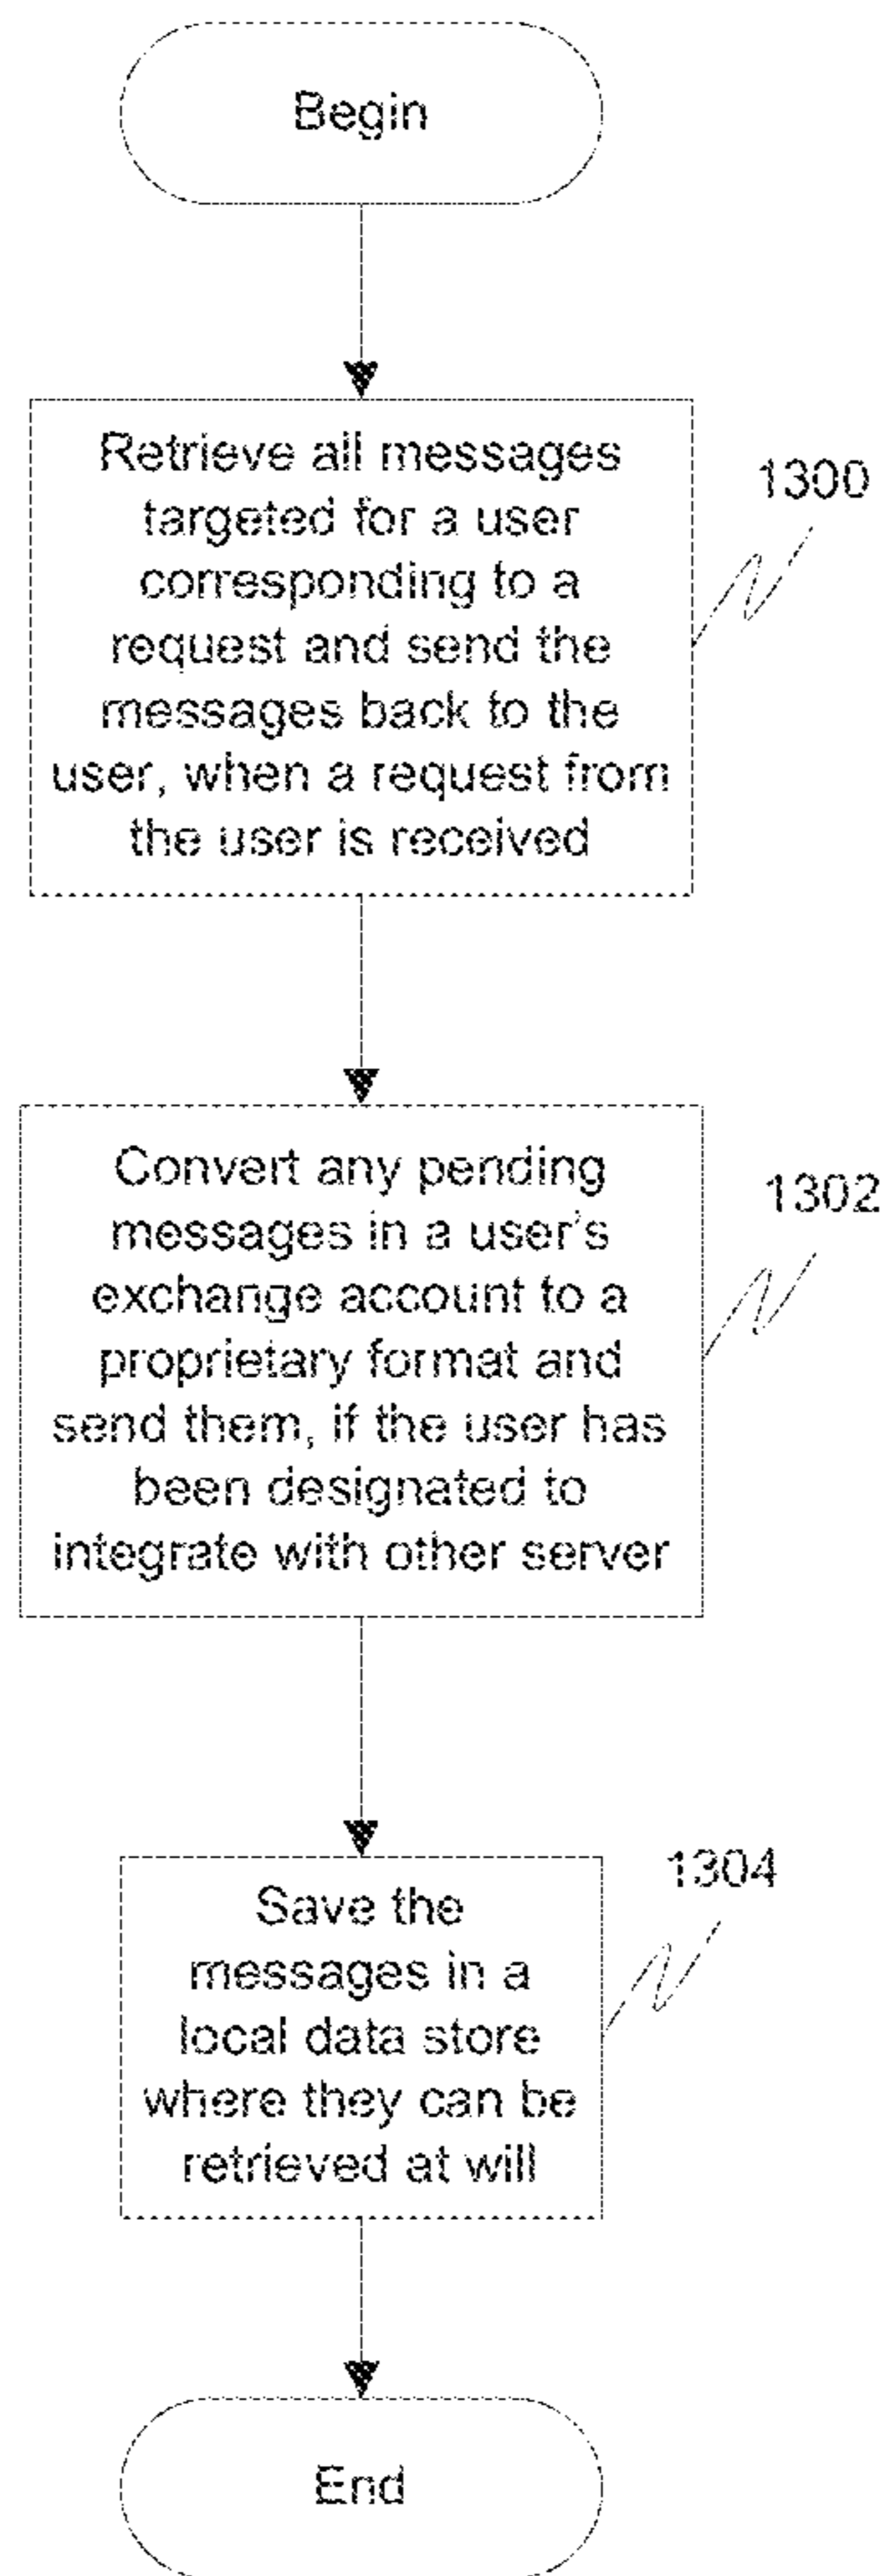 Begin
Retrieve all messages
targeted for a user
corresponding to a
request and send the
messages back to the
user, when a request from
the user is received
1300
Convert any pending
messages in a user's
exchange account to a
proprietary format and
send them, if the user has
been designated to
integrate with other server
1302
Save the
messages in a
local data store
where they can be
retrieved at will
1304
End